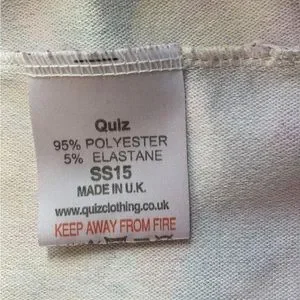 Quiz
95% POLYESTER
5% ELASTANE
SS15
MADE IN U.K.
www.quizclothing.co.uk
KEEP AWAY FROM FIRE